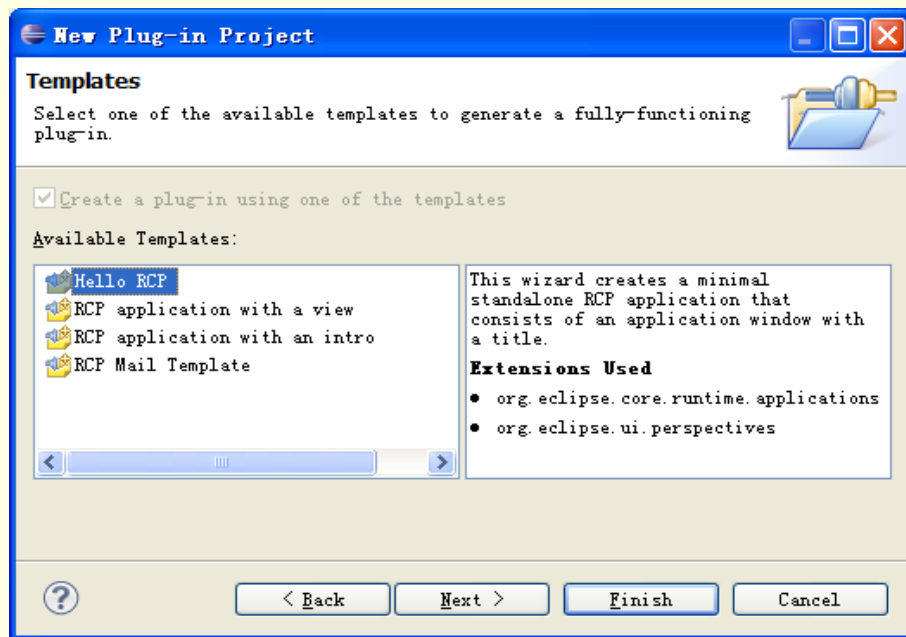 New Plug-in Project
Templates
Select one of the available templates to generate a fully-functioning
plug-in.
Create a plug-in using one of the templates
Available Templates:
Hello RCP
RCP application with a view
RCP application with an intro
RCP Mail Template
This wizard creates a minimal
standalone RCP application that
consists of an application window with
a title.
Extensions Used
● org.eclipse.core.runtime.applications
● org.eclipse.ui.perspectives
?
< Back
Next >
Finish
Cancel